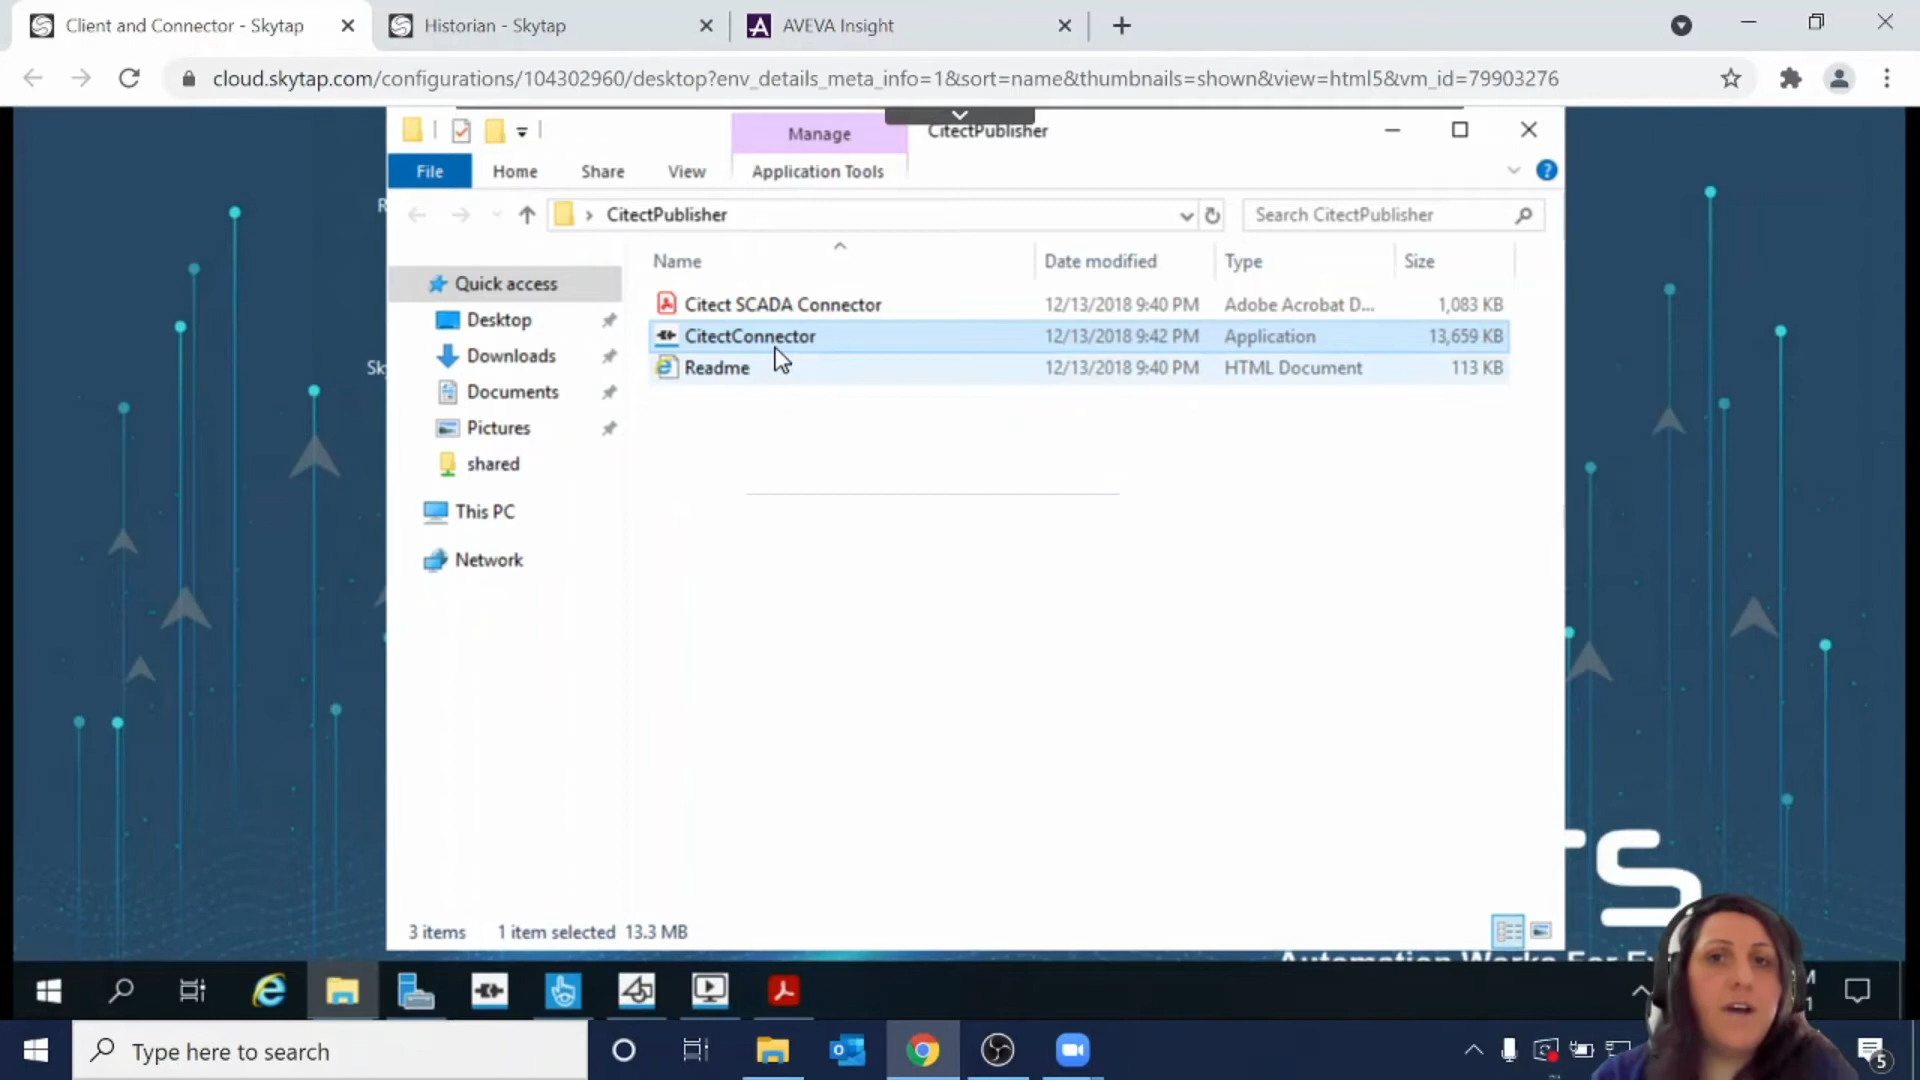 Client and Connector - Skytap
Historian - Skytap
AVEVA Insight
cloud.skytap.com/configurations/104302960/desktop?env_details_meta_info=1&sort=name&thumbnails=shown&view=html5&vm_id=79903276
Manage
CitectPublisher
File
Home
Share
View
Application Tools
CitectPublisher
Search CitectPublisher
Name
Date modified
Type
Size
Quick access
Desktop
Downloads
Documents
Pictures
shared
This PC
Network
Citect SCADA Connector
12/13/2018 9:40 PM
Adobe Acrobat D...
1,083 KB
CitectConnector
12/13/2018 9:42 PM
Application
13,659 KB
Readme
12/13/2018 9:40 PM
HTML Document
113 KB
3 items
1 item selected
13.3 MB
Type here to search
5